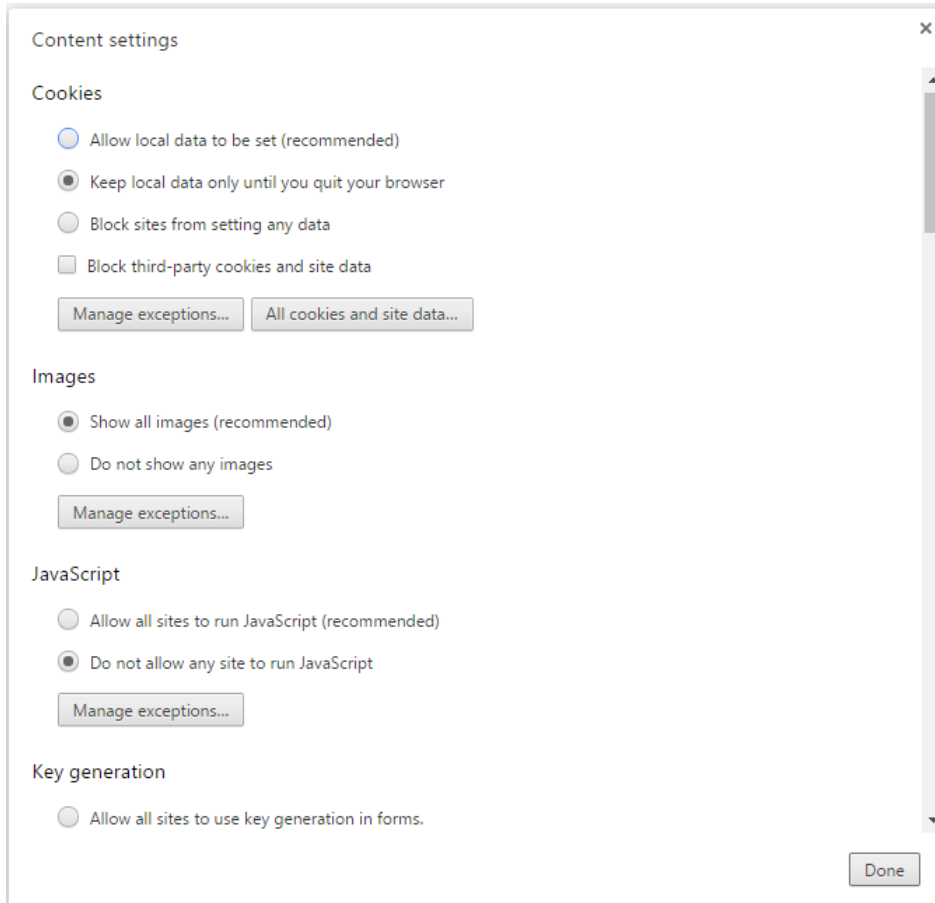 Content settings
Cookies
Allow local data to be set (recommended)
Keep local data only until you quit your browser
Block sites from setting any data
Block third-party cookies and site data
Manage exceptions... All cookies and site data...
Images
Show all images (recommended)
Do not show any images
Manage exceptions...
JavaScript
Allow all sites to run JavaScript (recommended)
Do not allow any site to run JavaScript
Manage exceptions...
Key generation
Allow all sites to use key generation in forms.
Done